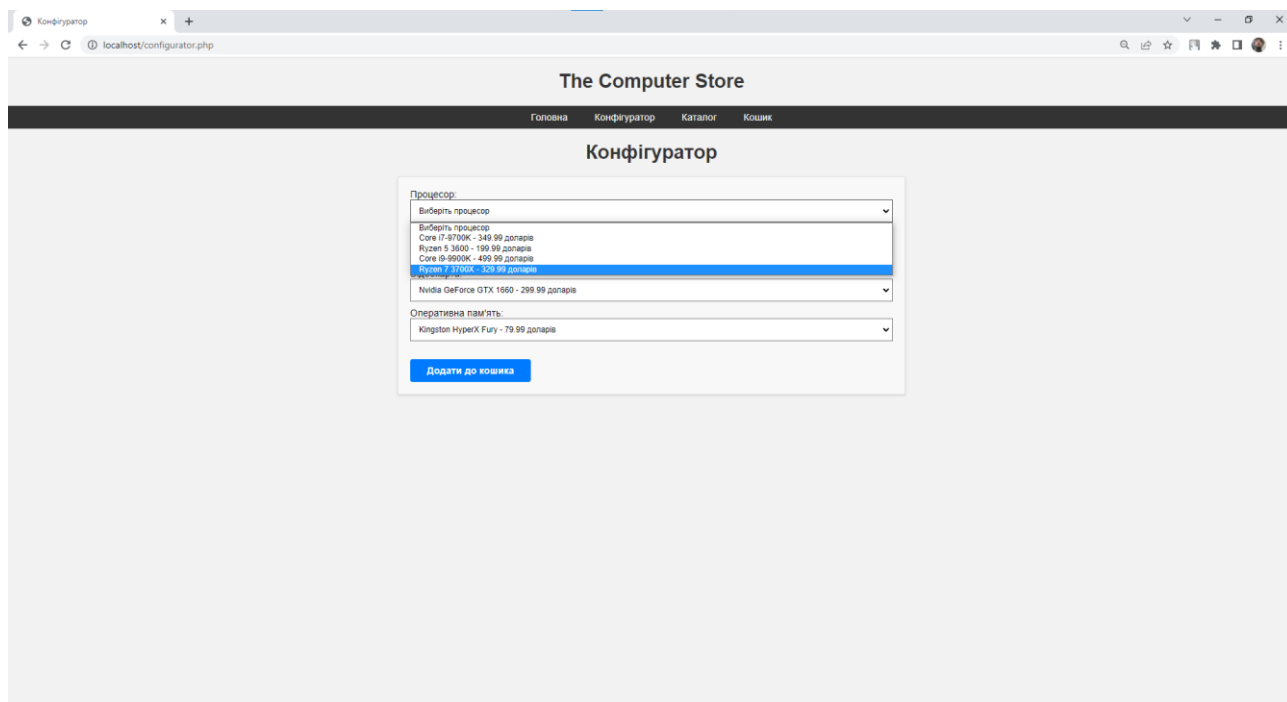 Конфігуратор
localhost/configurator.php
The Computer Store
Головна Конфігуратор Каталог Кошик
Конфігуратор
Процесор:
Виберіть процесор
Виберіть процесор
Core i7-9700K - 349.99 доларів
Ryzen 5 3600 - 199.99 доларів
Core i9-9900K - 499.99 доларів
Ryzen 7 3700X - 329.99 доларів
Nvidia GeForce GTX 1660 - 299.99 доларів
Оперативна пам'ять:
Kingston HyperX Fury - 79.99 доларів
Додати до кошика